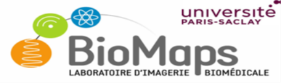 université
PARIS-SACLAY
BioMaps
LABORATOIRE D'IMAGERIE BIOMÉDICALE